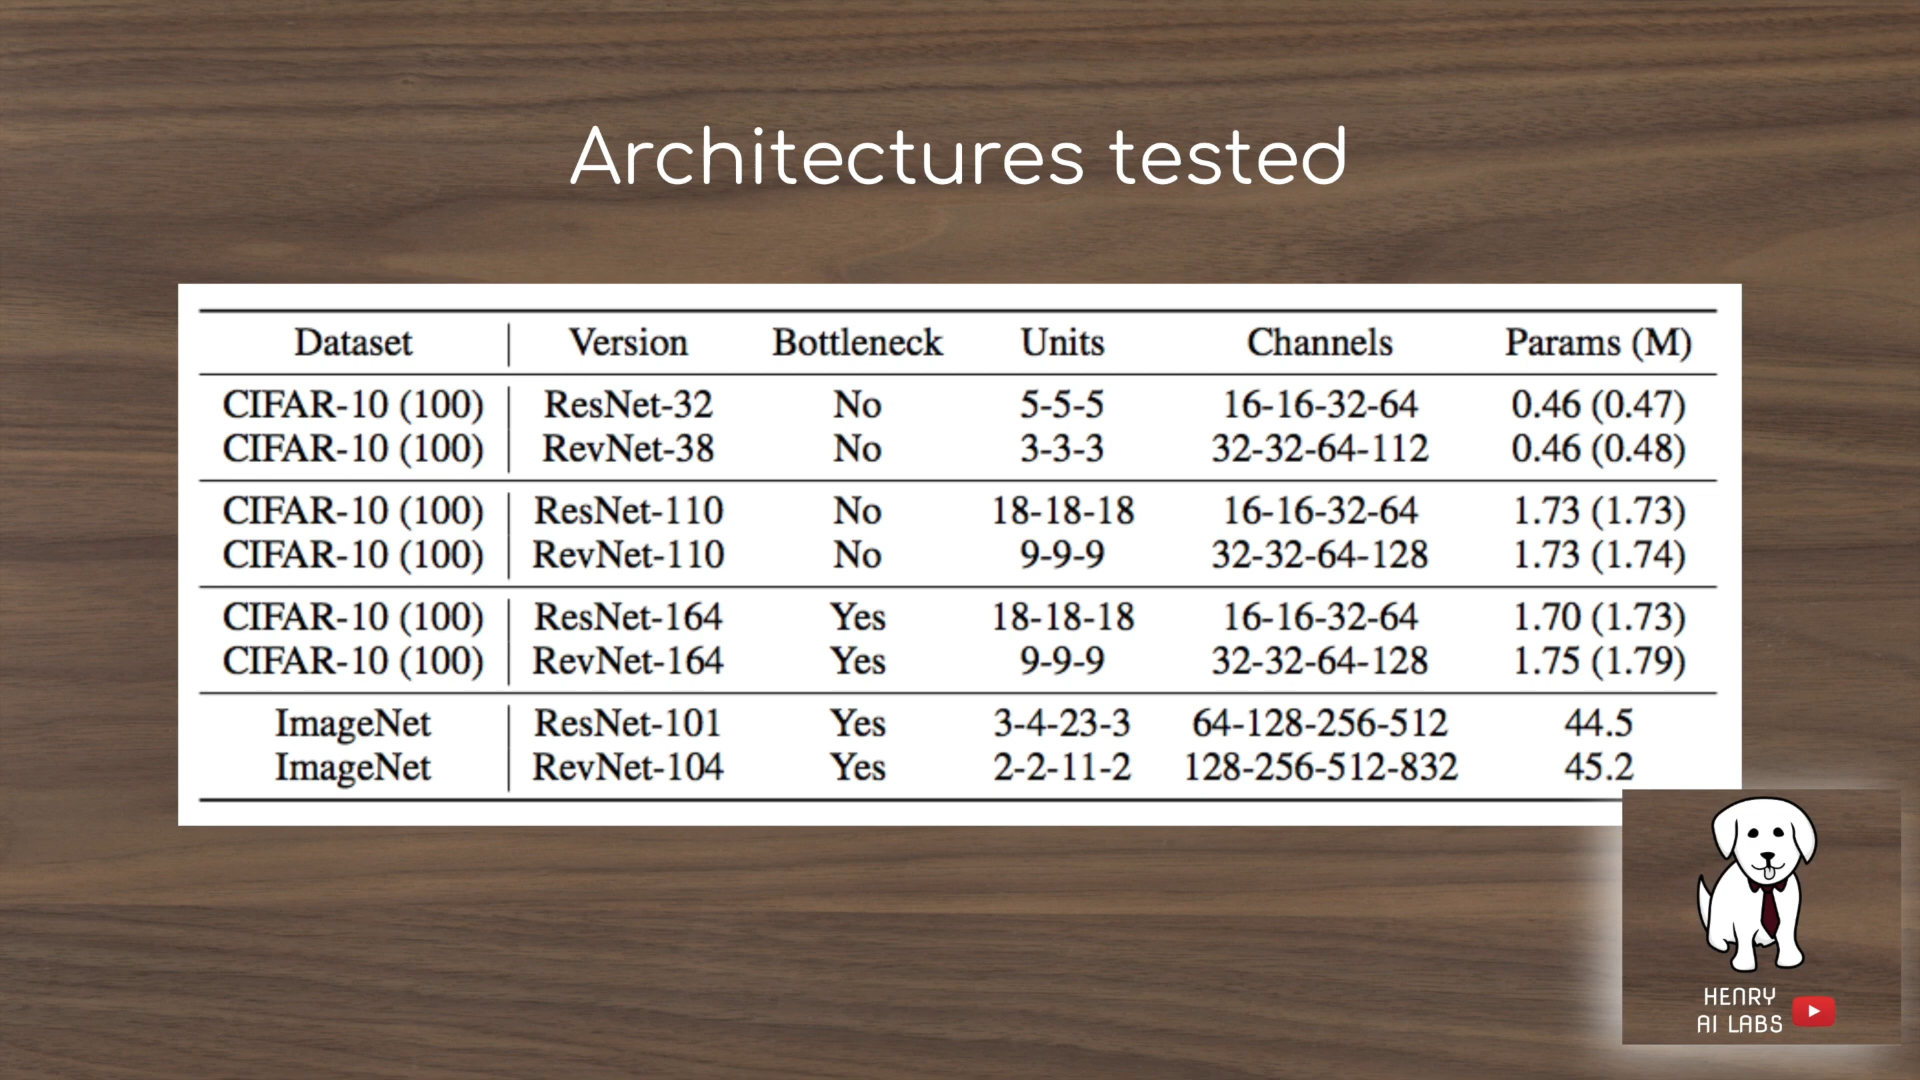 Architectures tested
Dataset Version Bottleneck Units Channels Params (M)
CIFAR-10 (100) ResNet-32 No 5-5-5 16-16-32-64 0.46 (0.47)
CIFAR-10 (100) RevNet-38 No 3-3-3 32-32-64-112 0.46 (0.48)
CIFAR-10 (100) ResNet-110 No 18-18-18 16-16-32-64 1.73 (1.73)
CIFAR-10 (100) RevNet-110 No 9-9-9 32-32-64-128 1.73 (1.74)
CIFAR-10 (100) ResNet-164 Yes 18-18-18 16-16-32-64 1.70 (1.73)
CIFAR-10 (100) RevNet-164 Yes 9-9-9 32-32-64-128 1.75 (1.79)
ImageNet ResNet-101 Yes 3-4-23-3 64-128-256-512 44.5
ImageNet RevNet-104 Yes 2-2-11-2 128-256-512-832 45.2
HENRY
AI LABS